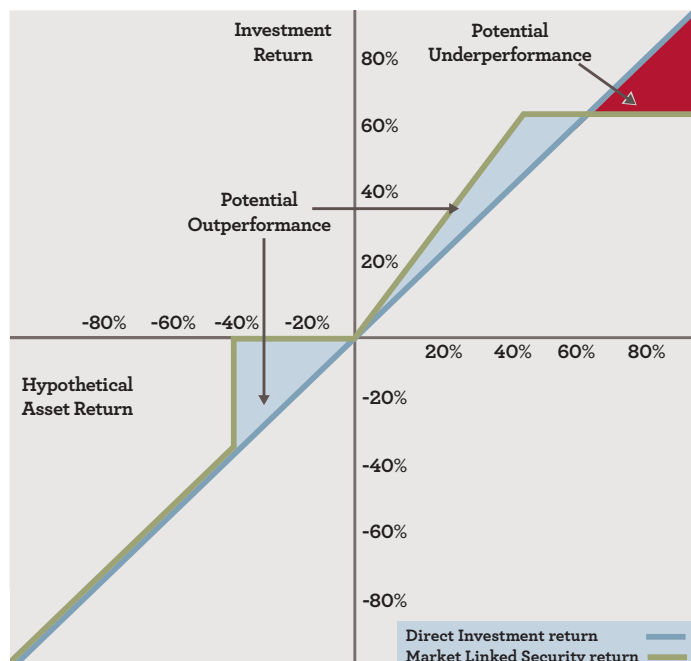 Investment
Return
Potential
Underperformance
80%
60%
Potential
Outperformance
40%
20%
-80%
-60%
-40%
-20%
20%
40%
60%
80%
Hypothetical
Asset Return
-20%
-40%
-60%
-80%
Direct Investment return
Market Linked Security return